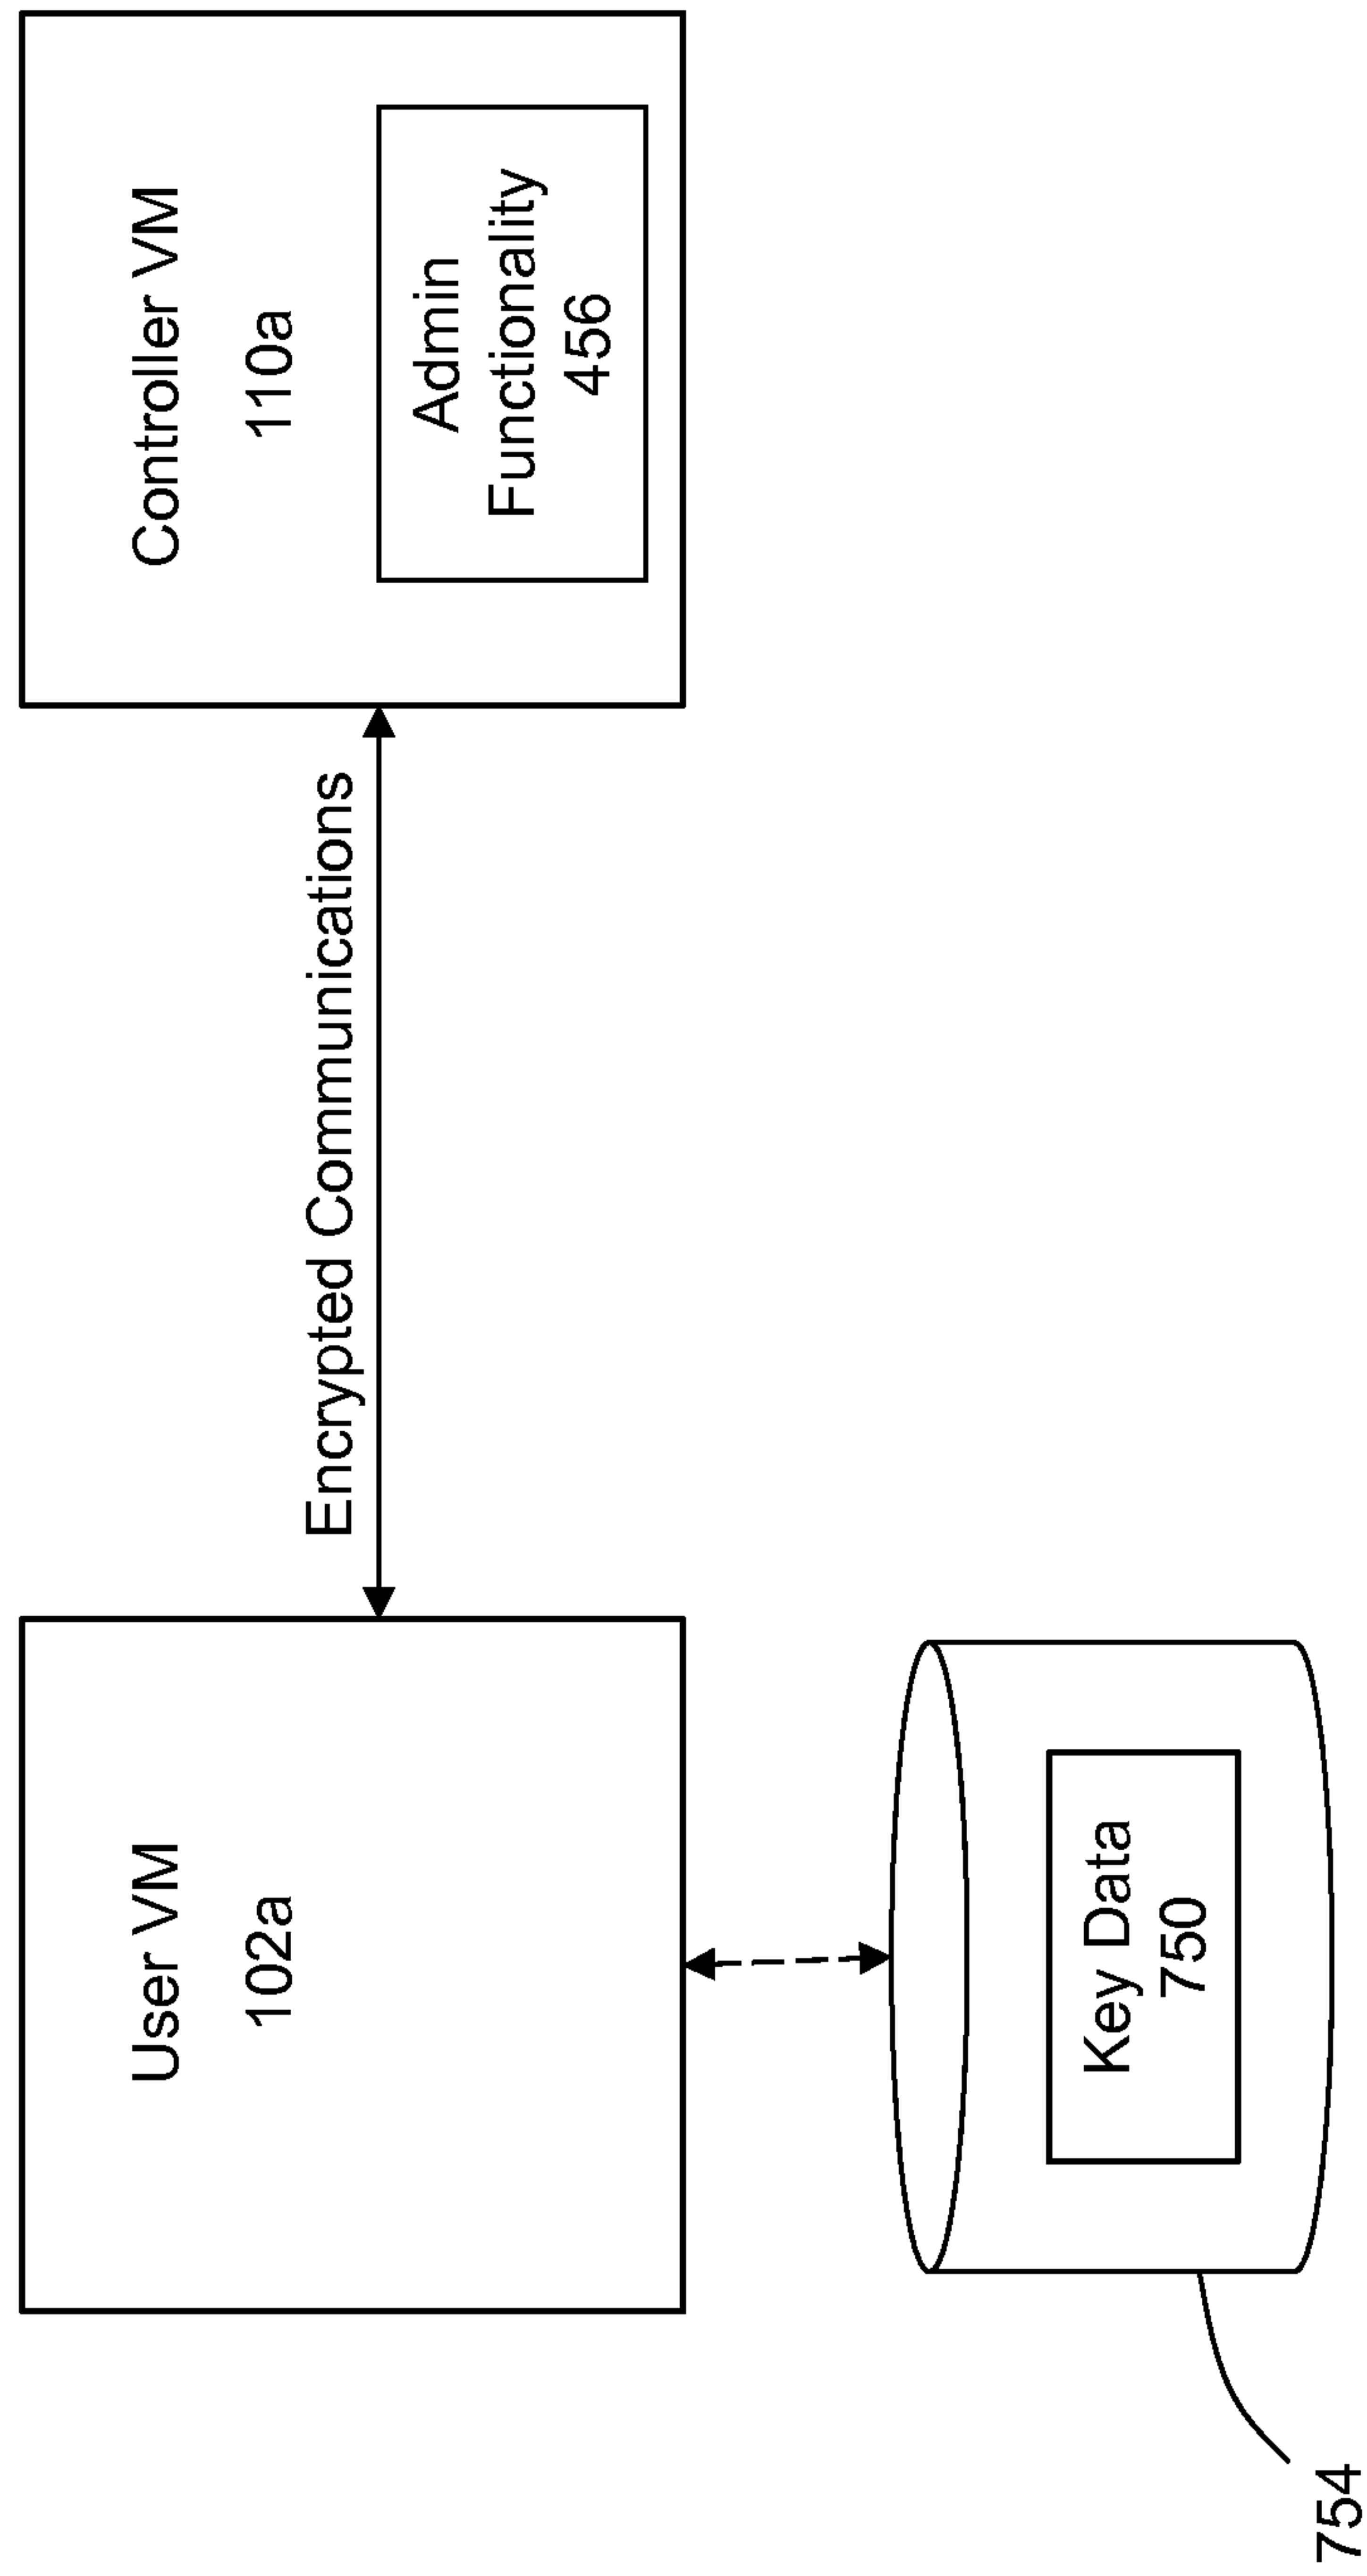 User VM
102a
Encrypted Communications
Controller VM
110a
Admin
Functionality
456
Key Data
750
754